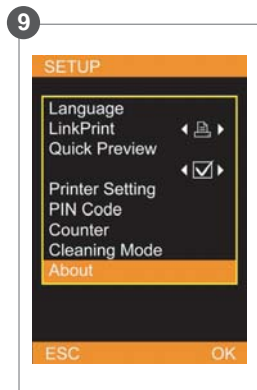 9
SETUP
Language
LinkPrint
Quick Preview
Printer Setting
PIN Code
Counter
Cleaning Mode
About
ESC OK